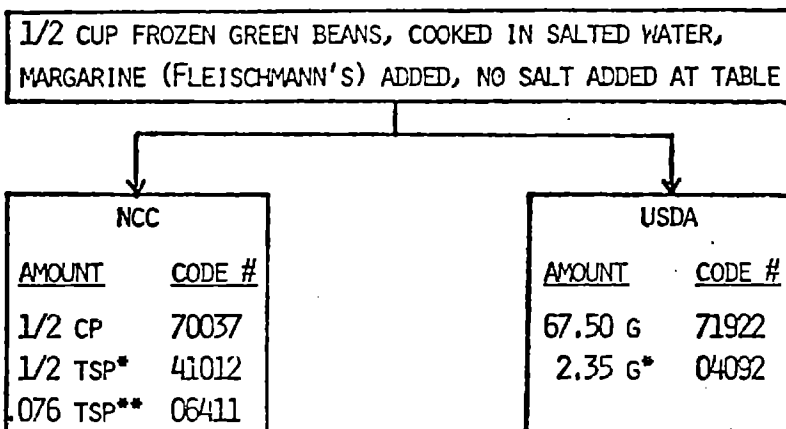 1/2 CUP FROZEN GREEN BEANS, COOKED IN SALTED WATER,
MARGARINE (FLEISCHMANN'S) ADDED, NO SALT ADDED AT TABLE
NCC
AMOUNT CODE #
1/2 CP 70037
1/2 TSP* 41012
.076 TSP** 06411
USDA
AMOUNT CODE #
67.50 G 71922
2.35 G* 04092